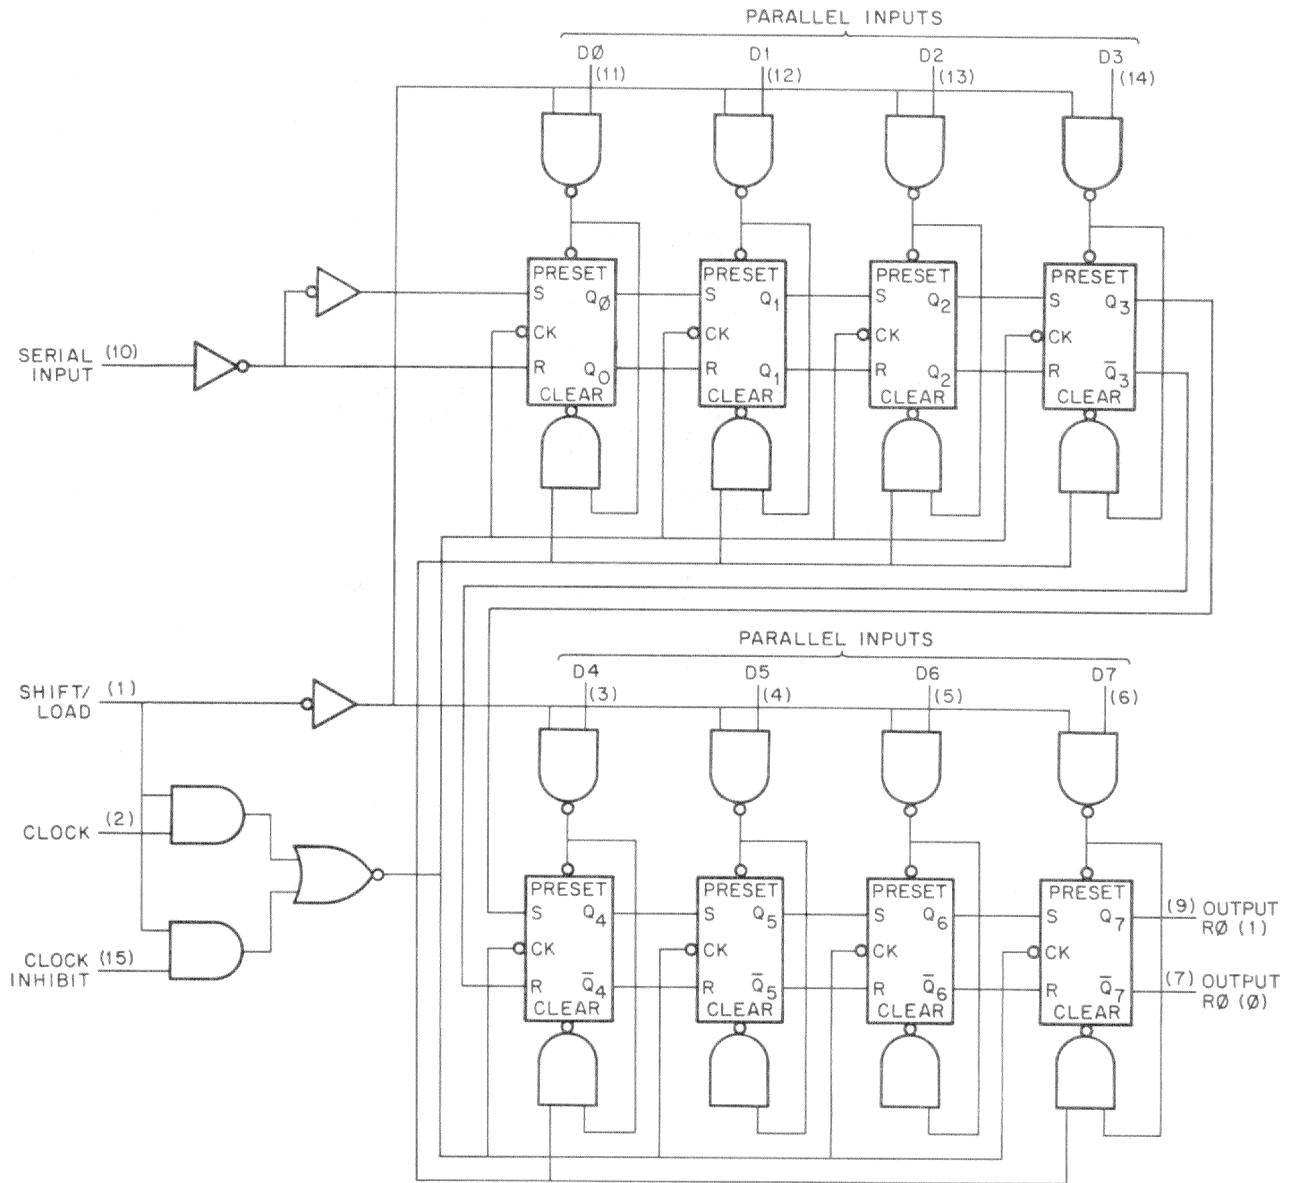 PARALLEL INPUTS
DØ D1 D2 D3
(11) (12) (13) (14)
PRESET PRESET PRESET PRESET
S QØ S Q1 S Q2 S Q3
CK CK CK CK
SERIAL INPUT (10)
R Q0 R Q1 R Q2 R Q̅3
CLEAR CLEAR CLEAR CLEAR
PARALLEL INPUTS
D4 D5 D6 D7
(3) (4) (5) (6)
SHIFT/ LOAD (1)
CLOCK (2)
PRESET PRESET PRESET PRESET
S Q4 S Q5 S Q6 S Q7
(9) OUTPUT
RØ (1)
CK CK CK CK
CLOCK INHIBIT (15)
R Q̅4 R Q̅5 R Q̅6 R Q̅7
(7) OUTPUT
RØ (Ø)
CLEAR CLEAR CLEAR CLEAR